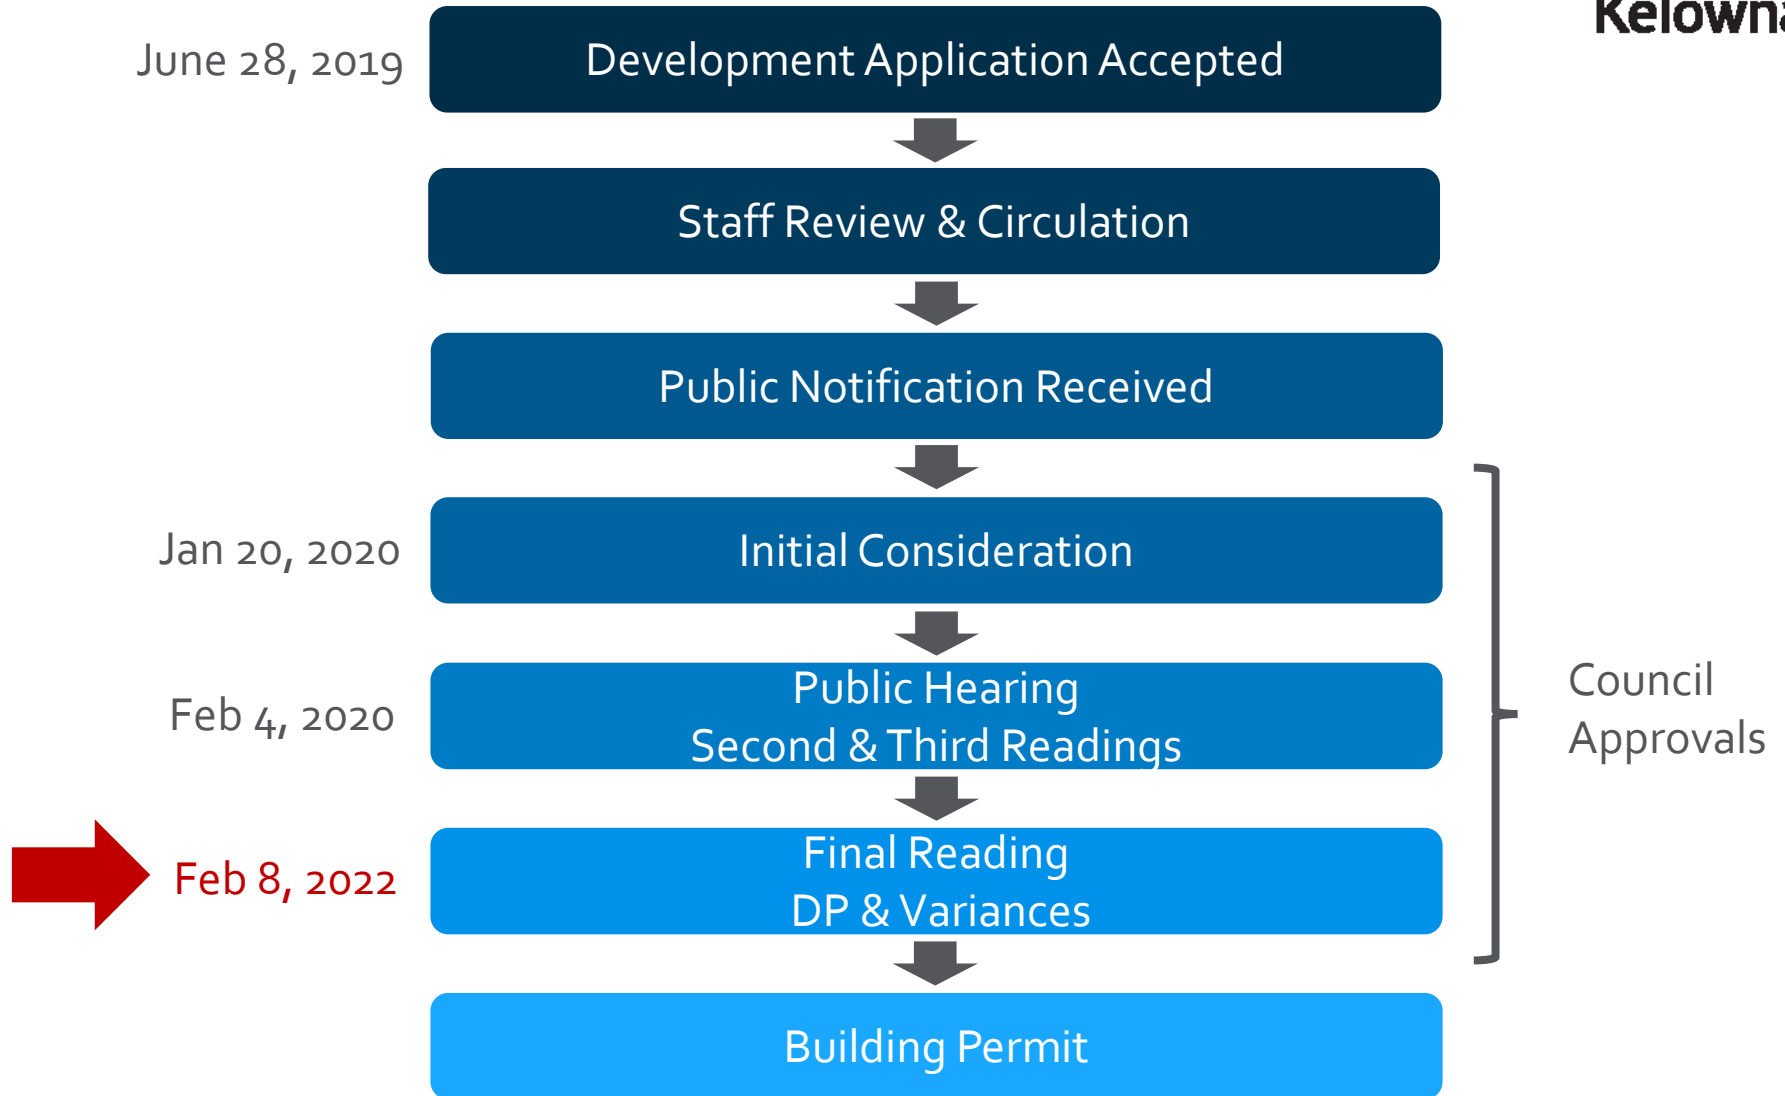 Kelowna
June 28, 2019
Development Application Accepted
Staff Review & Circulation
Public Notification Received
Jan 20, 2020
Initial Consideration
Feb 4, 2020
Public Hearing
Second & Third Readings
Council
Approvals
Feb 8, 2022
Final Reading
DP & Variances
Building Permit